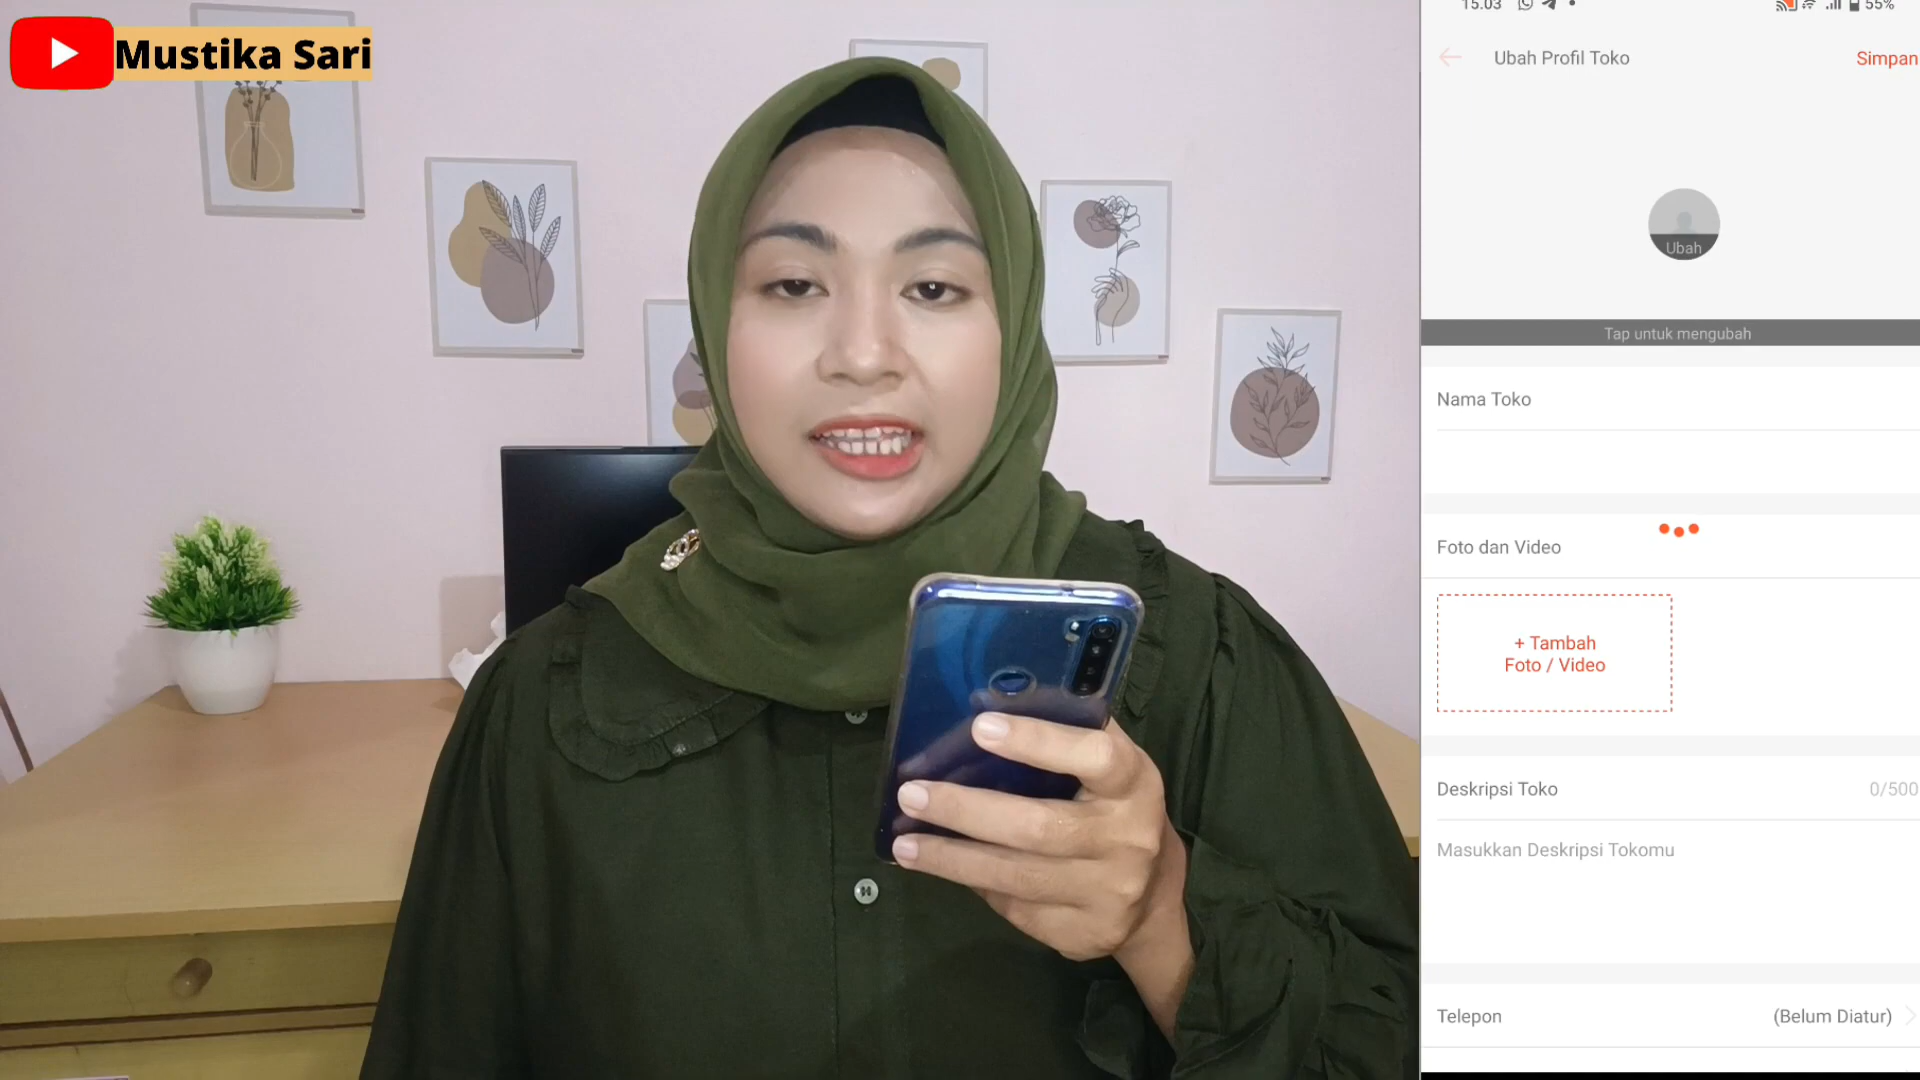 Mustika Sari
15.03
55%
Ubah Profil Toko
Simpan
Ubah
Tap untuk mengubah
Nama Toko
Foto dan Video
+ Tambah
Foto / Video
Deskripsi Toko
0/500
Masukkan Deskripsi Tokomu
Telepon
(Belum Diatur)